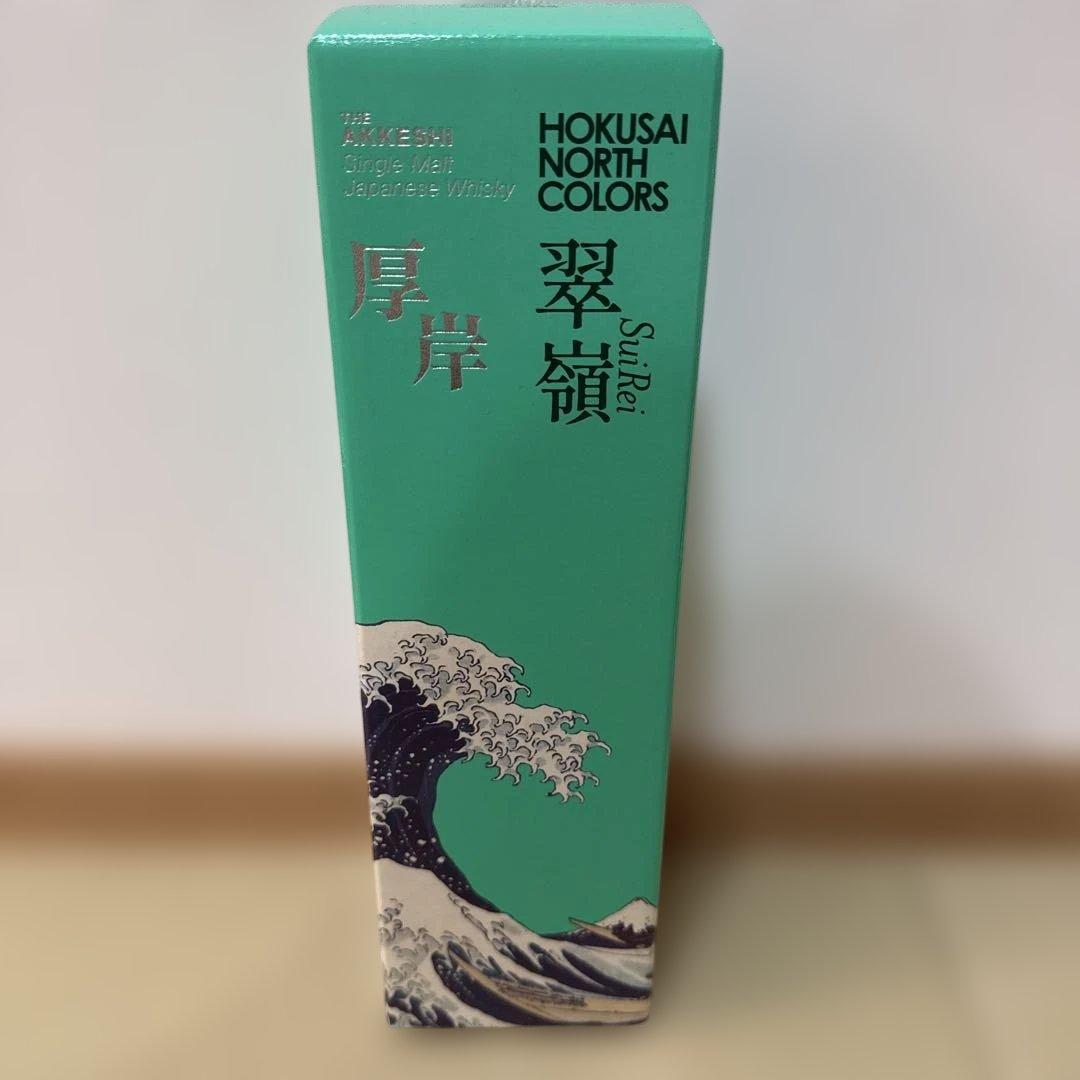 THE
AKKESHI
Single Malt
Japanese Whisky
厚岸
HOKUSAI
NORTH
COLORS
翠嶺
SuiRei